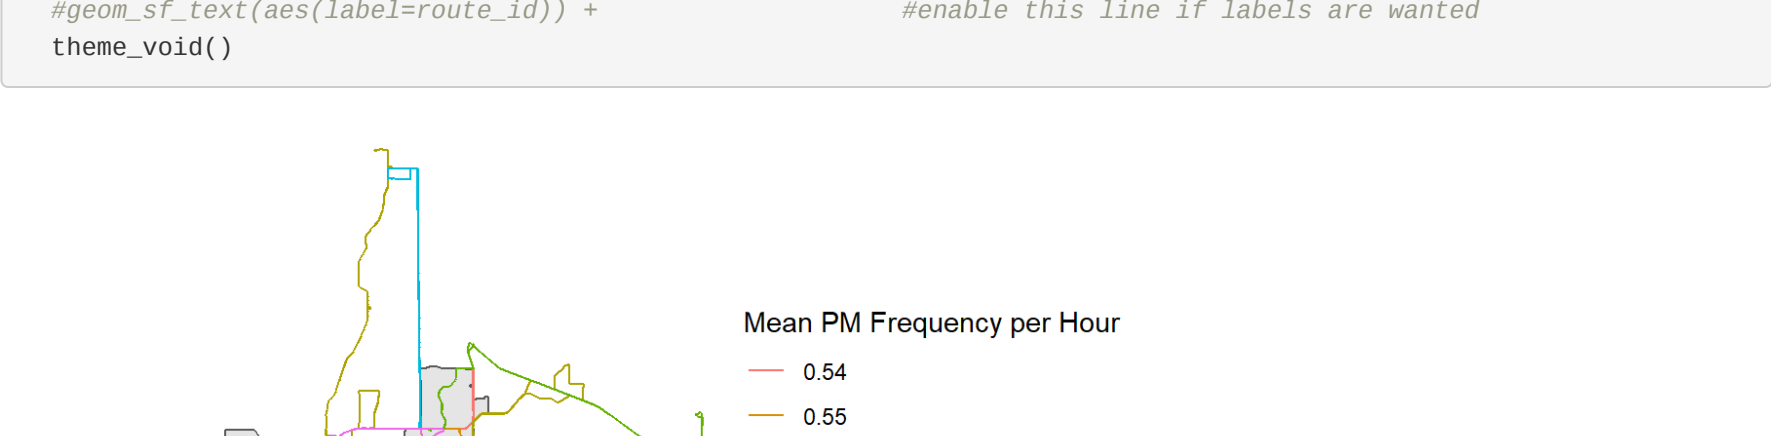 #geom_sf_text(aes(label=route_id)) + #enable this line if labels are wanted
theme_void()
Mean PM Frequency per Hour
0.54
0.55